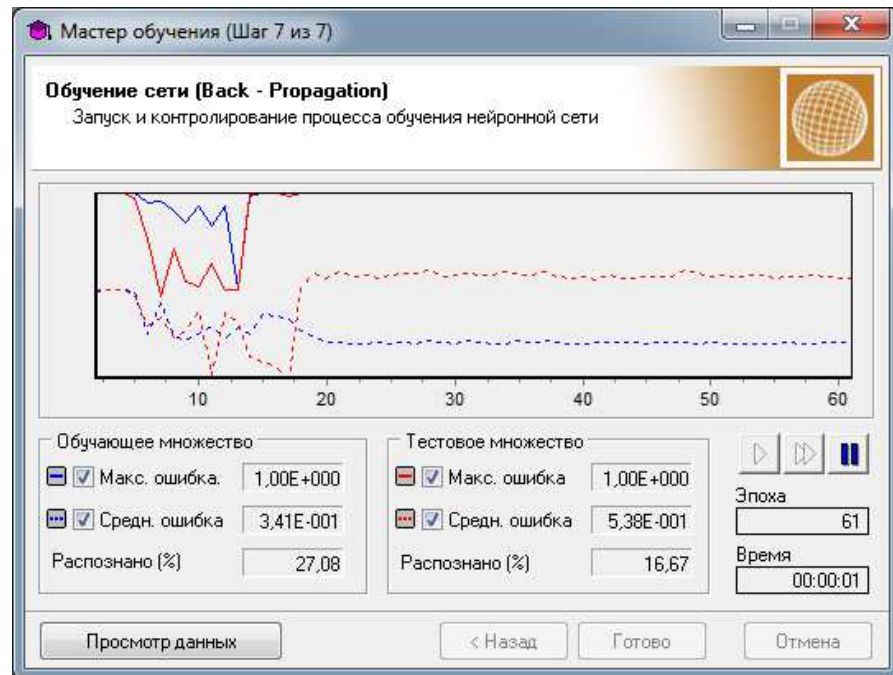 Мастер обучения (Шаг 7 из 7)
Обучение сети (Back - Propagation)
Запуск и контролирование процесса обучения нейронной сети
10 20 30 40 50 60
Обучающее множество
Макс. ошибка. 1,00E+000
Средн. ошибка 3,41E-001
Распознано (%) 27,08
Тестовое множество
Макс. ошибка 1,00E+000
Средн. ошибка 5,38E-001
Распознано (%) 16,67
Эпоха
61
Время
00:00:01
Просмотр данных
< Назад
Готово
Отмена